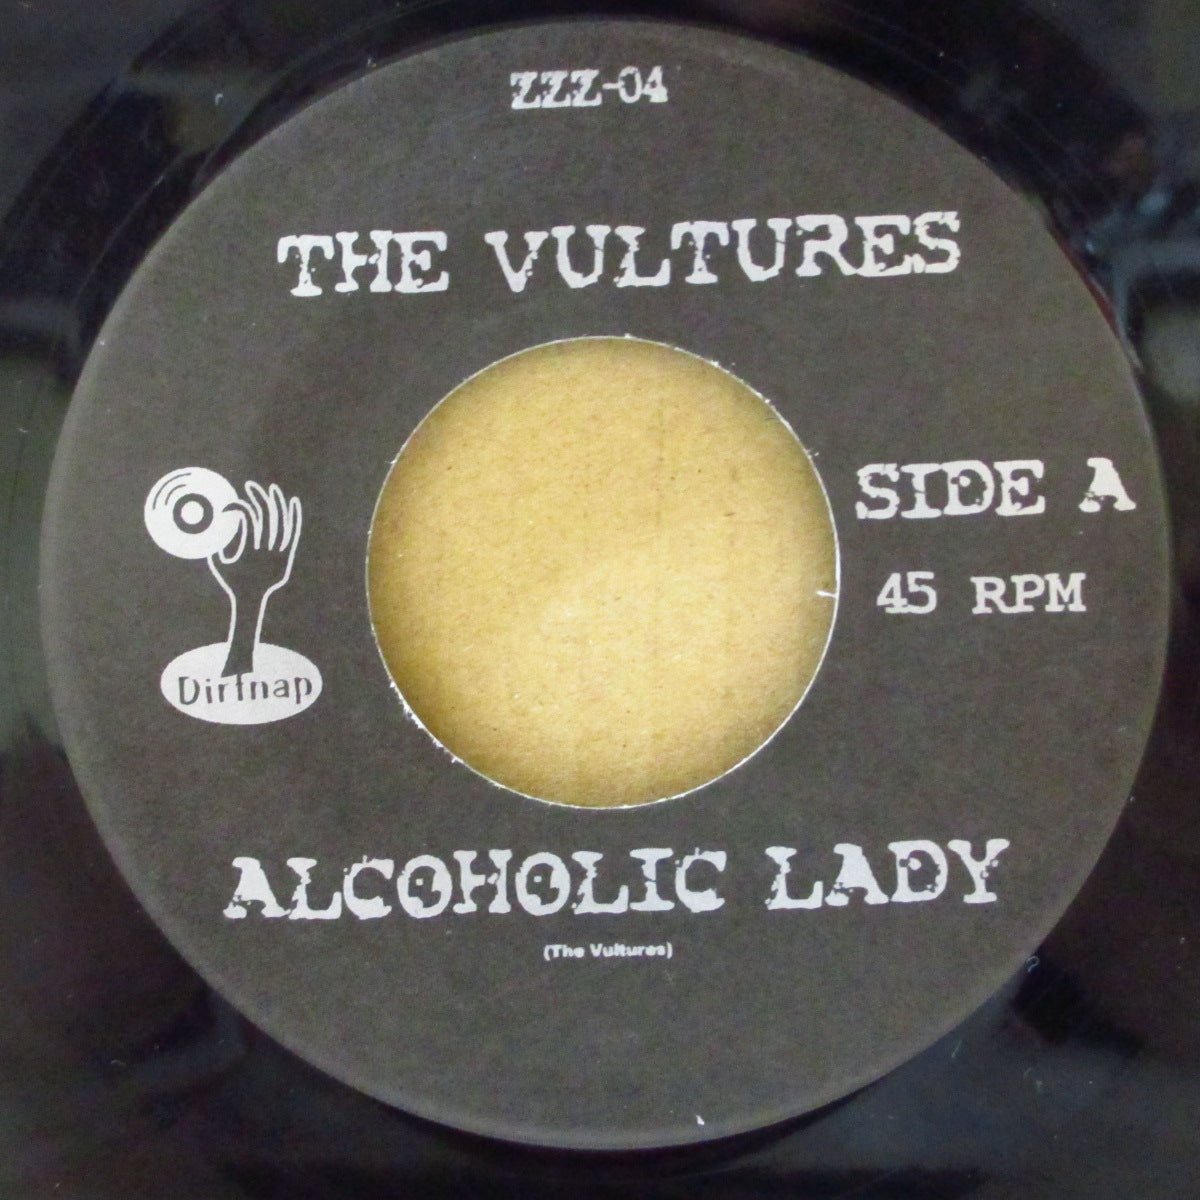 ZZZ-04
THE VULTURES
SIDE A
45 RPM
Dirtnap
ALCOHOLIC LADY
(The Vultures)